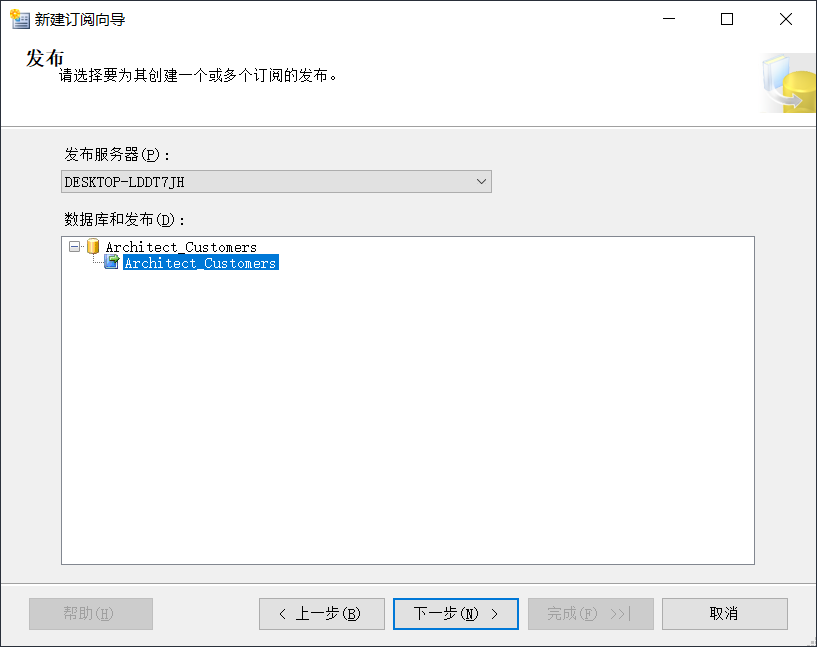 新建订阅向导
发布
请选择要为其创建一个或多个订阅的发布。
发布服务器(P):
DESKTOP-LDDT7JH
数据库和发布(D):
Architect_Customers
Architect_Customers
帮助(H)
< 上一步(B)
下一步(N) >
完成(F) >>|
取消